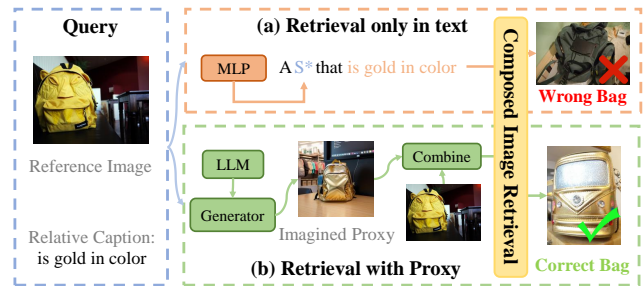 Query
Reference Image
Relative Caption:
is gold in color
(a) Retrieval only in text
MLP
A S* that is gold in color
Wrong Bag
LLM
Generator
Imagined Proxy
Combine
(b) Retrieval with Proxy
Composed Image Retrieval
Correct Bag